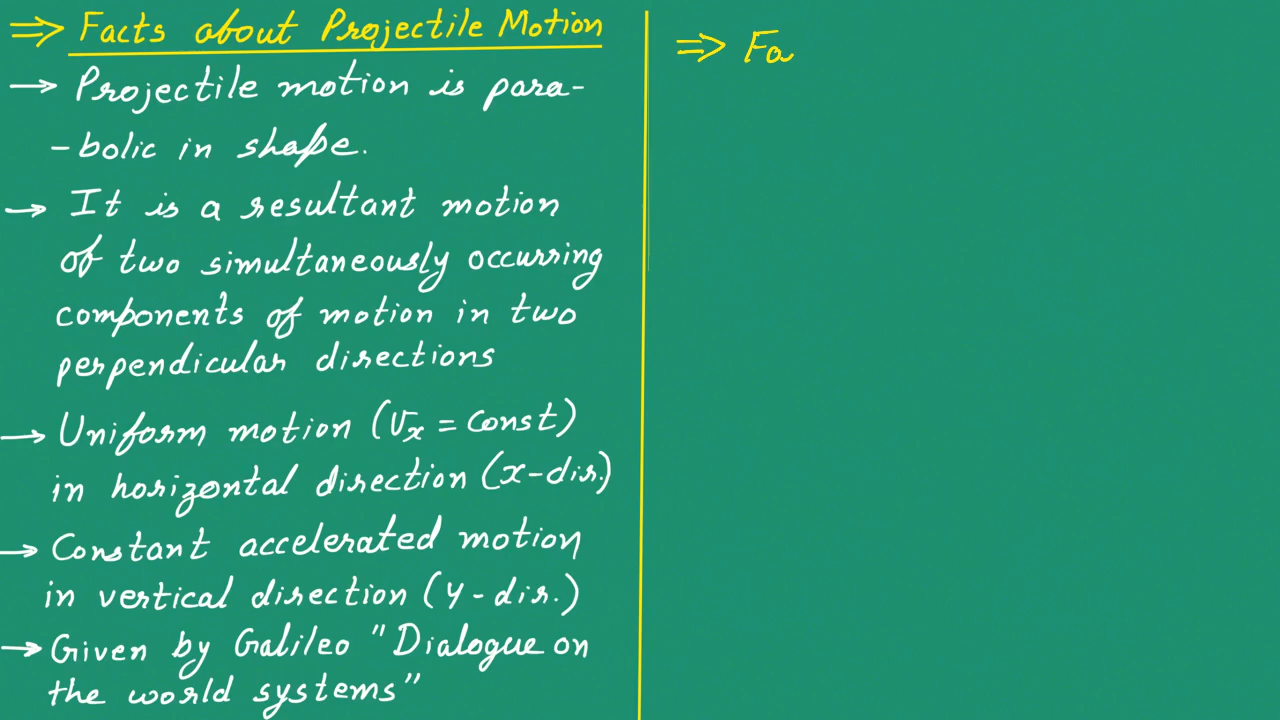 ⇒ Facts about Projectile Motion
→ Projectile motion is para-
-bolic in shape.
→ It is a resultant motion
of two simultaneously occurring
components of motion in two
perpendicular directions
→ Uniform motion (Vx = const)
in horizontal direction (x-dir.)
→ Constant accelerated motion
in vertical direction (y-dir.)
→ Given by Galileo "Dialogue on
the world systems"
⇒ Fa